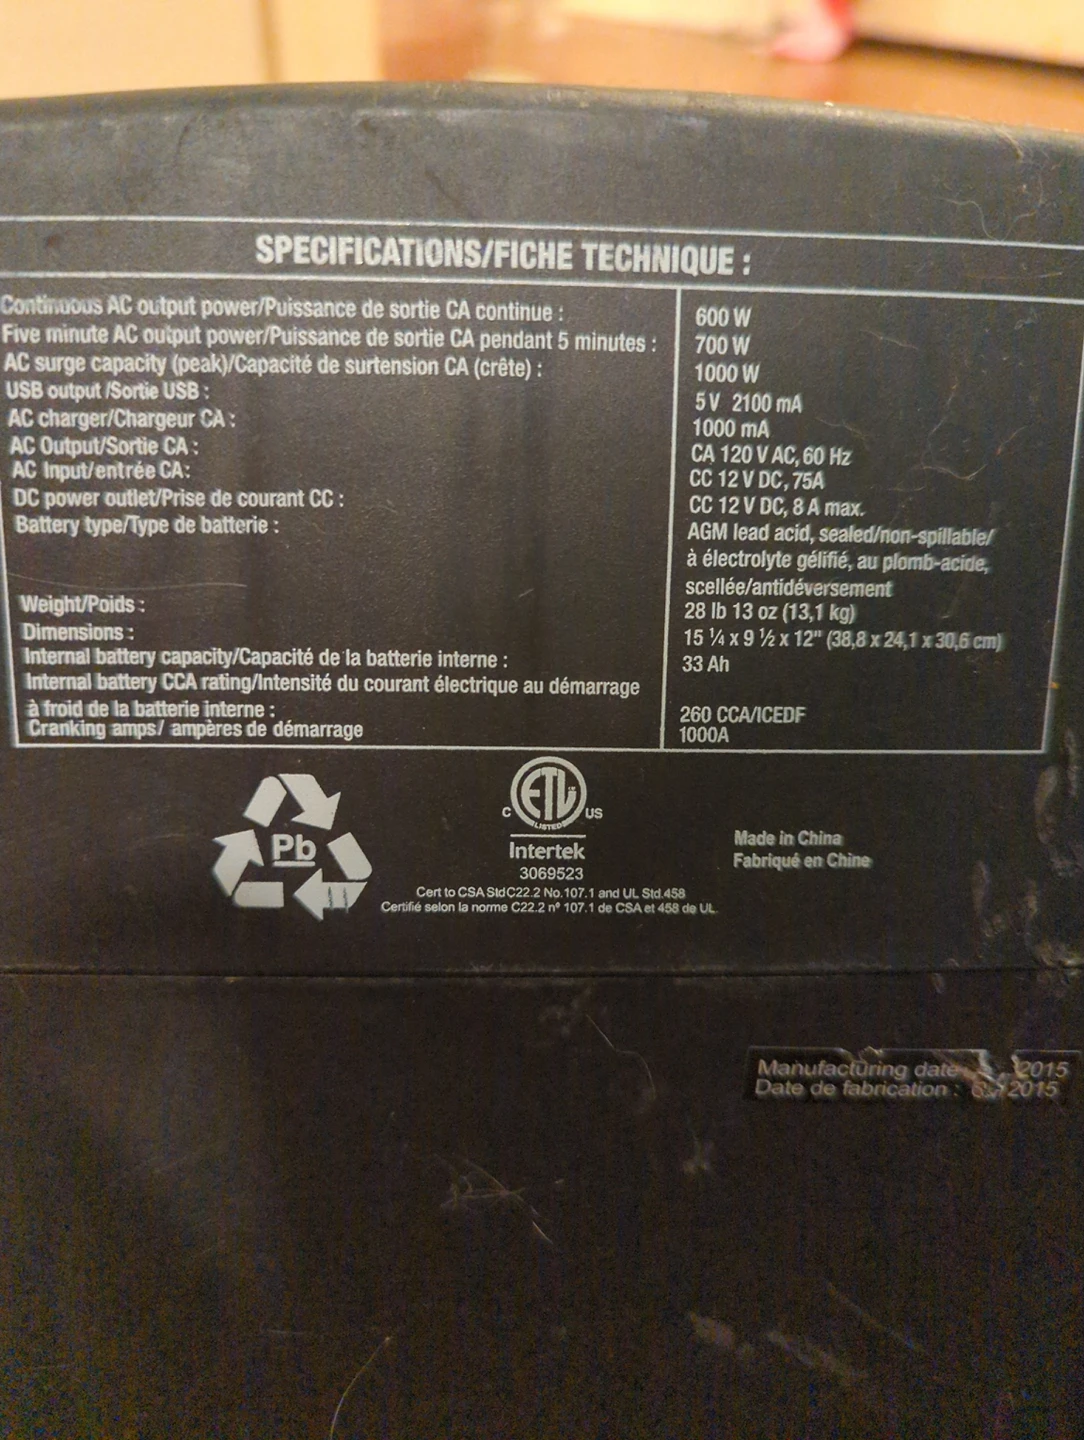 SPECIFICATIONS/FICHE TECHNIQUE :
Continuous AC output power/Puissance de sortie CA continue : 600 W
Five minute AC output power/Puissance de sortie CA pendant 5 minutes : 700 W
AC surge capacity (peak)/Capacité de surtension CA (crête) : 1000 W
USB output /Sortie USB : 5 V 2100 mA
AC charger/Chargeur CA : 1000 mA
AC Output/Sortie CA : CA 120 V AC, 60 Hz
AC Input/entrée CA: CC 12 V DC, 75A
DC power outlet/Prise de courant CC : CC 12 V DC, 8 A max.
Battery type/Type de batterie : AGM lead acid, sealed/non-spillable/
à électrolyte gélifié, au plomb-acide,
scellée/antidéversement
Weight/Poids : 28 lb 13 oz (13,1 kg)
Dimensions : 15 ¼ x 9 ½ x 12" (38,8 x 24,1 x 30,6 cm)
Internal battery capacity/Capacité de la batterie interne : 33 Ah
Internal battery CCA rating/Intensité du courant électrique au démarrage
à froid de la batterie interne : 260 CCA/ICEDF
Cranking amps/ ampères de démarrage 1000A
Pb
C ETL US
LISTED
Intertek
3069523
Cert to CSA Std C22.2 No.107.1 and UL Std.458
Certifié selon la norme C22.2 nº 107.1 de CSA et 458 de UL
Made in China
Fabriqué en Chine
Manufacturing date 2015
Date de fabrication : 2015